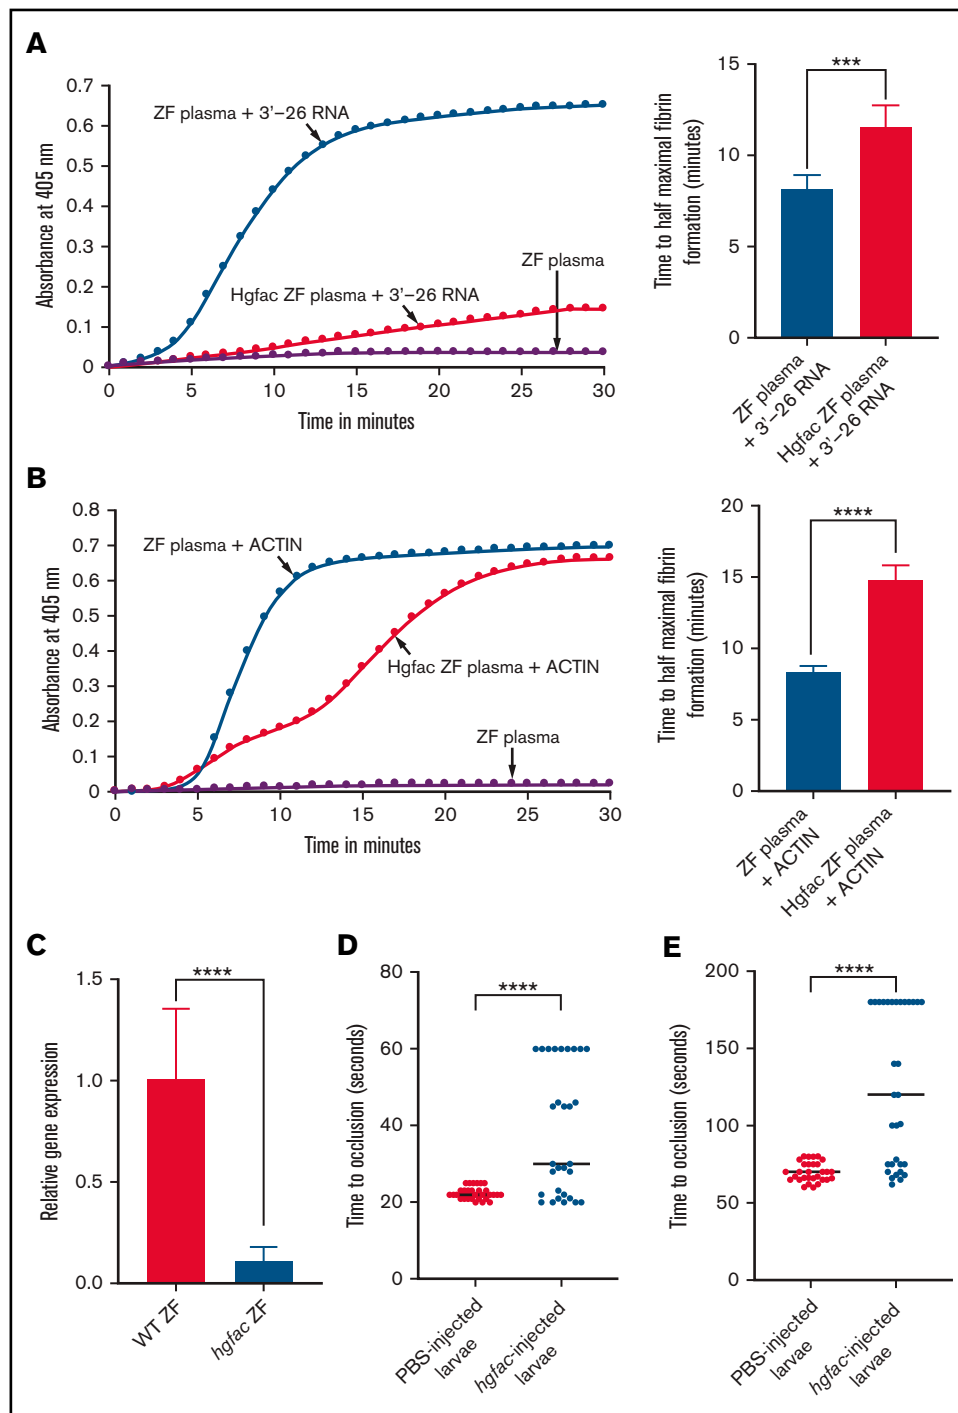 A
0.7
0.6
0.5
0.4
0.3
0.2
0.1
0
Absorbance at 405 nm
ZF plasma + 3'–26 RNA
ZF plasma
Hgfac ZF plasma + 3'–26 RNA
0 5 10 15 20 25 30
Time in minutes
15
10
5
0
Time to half maximal fibrin
formation (minutes)
***
ZF plasma
+ 3'–26 RNA
Hgfac ZF plasma
+ 3'–26 RNA
B
0.8
0.7
0.6
0.5
0.4
0.3
0.2
0.1
0
Absorbance at 405 nm
ZF plasma + ACTIN
Hgfac ZF plasma + ACTIN
ZF plasma
0 5 10 15 20 25 30
Time in minutes
20
15
10
5
0
Time to half maximal fibrin
formation (minutes)
****
ZF plasma
+ ACTIN
Hgfac ZF plasma
+ ACTIN
C
1.5
1.0
0.5
0.0
Relative gene expression
****
WT ZF
hgfac ZF
D
80
60
40
20
0
Time to occlusion (seconds)
****
PBS-injected
larvae
hgfac-injected
larvae
E
200
150
100
50
0
Time to occlusion (seconds)
****
PBS-injected
larvae
hgfac-injected
larvae